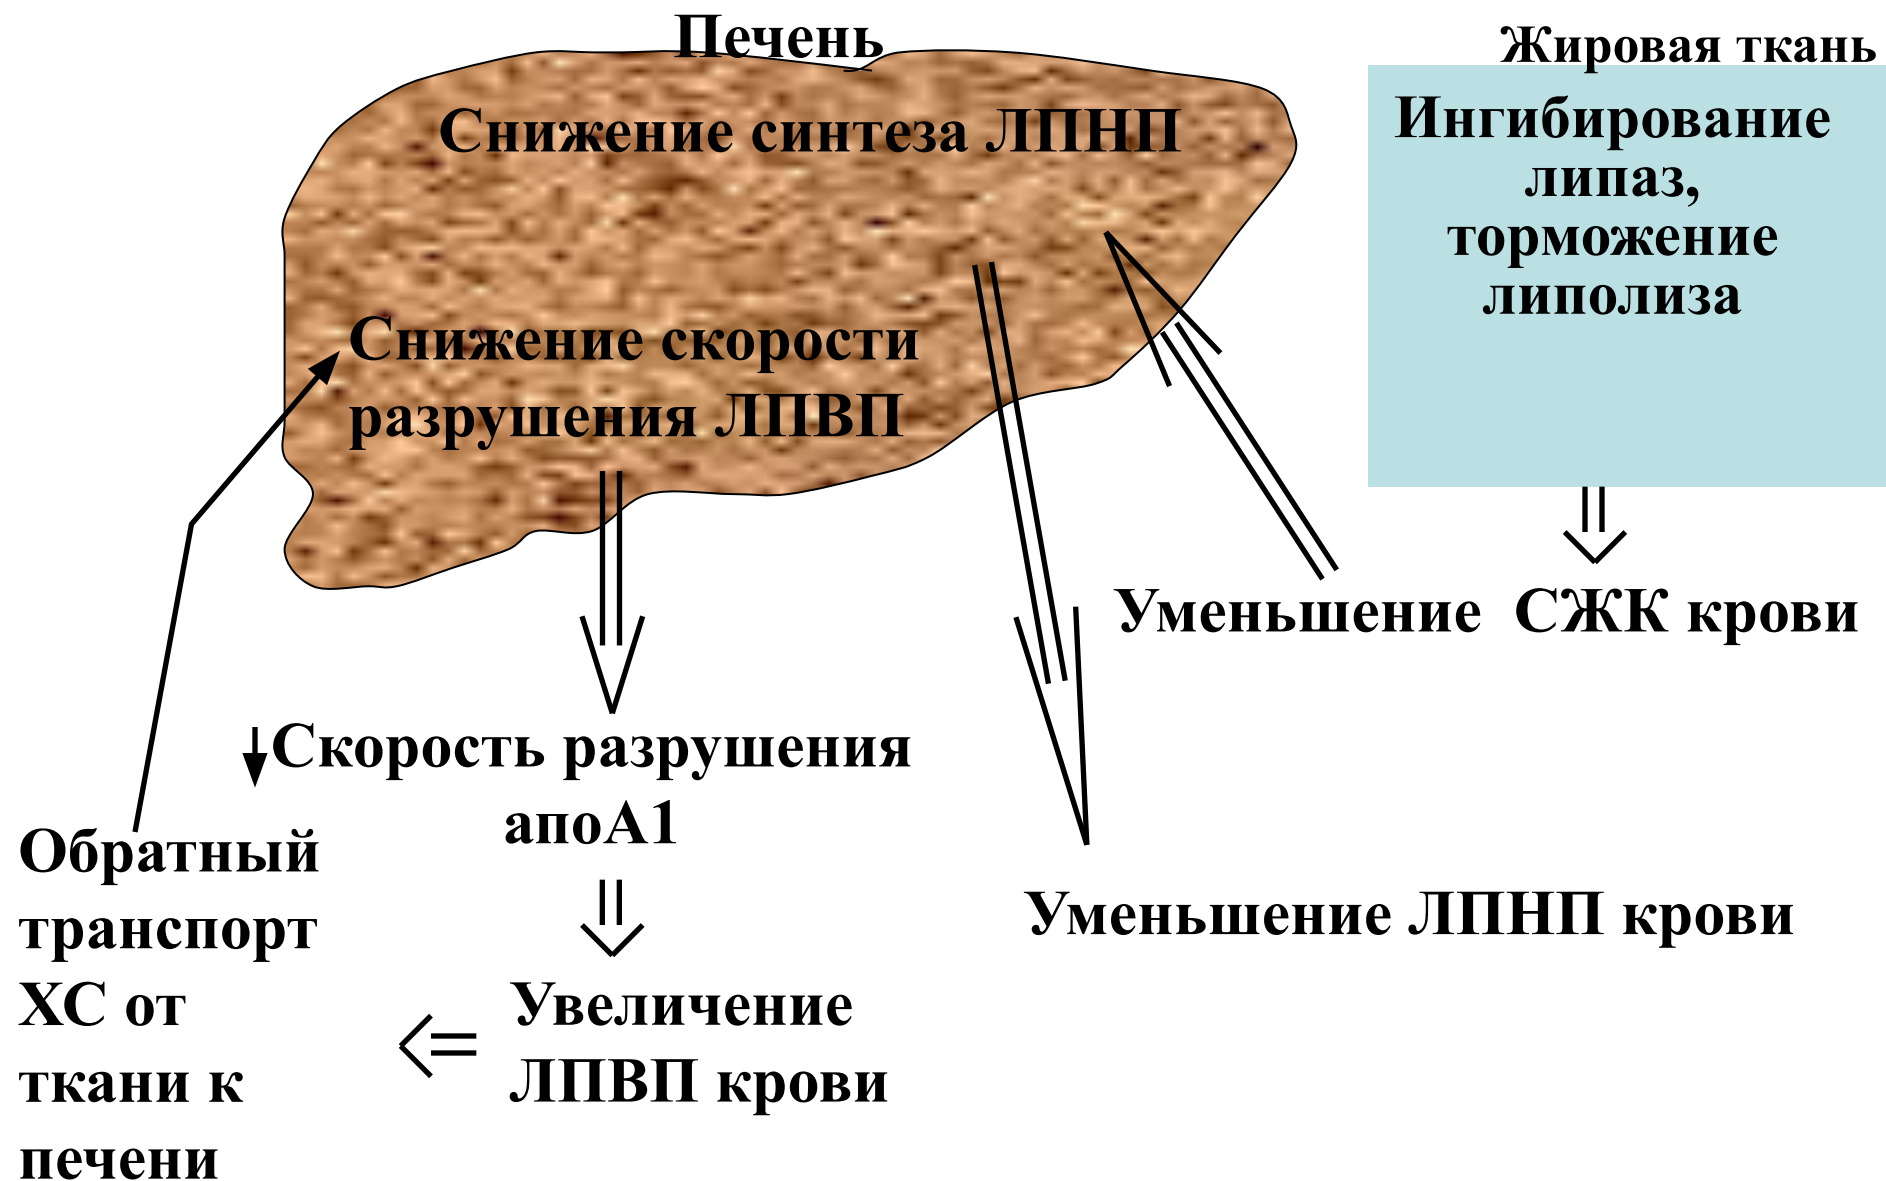 Печень
Снижение синтеза ЛПНП
Снижение скорости
разрушения ЛПВП
Жировая ткань
Ингибирование
липаз,
торможение
липолиза
Уменьшение СЖК крови
Уменьшение ЛПНП крови
Скорость разрушения
апоА1
Увеличение
ЛПВП крови
Обратный
транспорт
ХС от
ткани к
печени